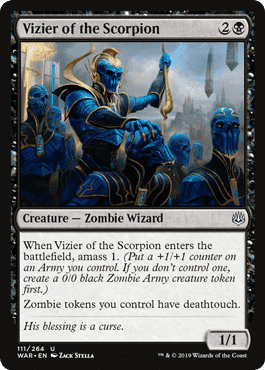 Vizier of the Scorpion 2
Creature — Zombie Wizard
When Vizier of the Scorpion enters the
battlefield, amass 1. (Put a +1/+1 counter on
an Army you control. If you don't control one,
create a 0/0 black Zombie Army creature token
first.)
Zombie tokens you control have deathtouch.
His blessing is a curse.
1/1
111/264 U
WAR • EN Zack Stella
™ & © 2019 Wizards of the Coast